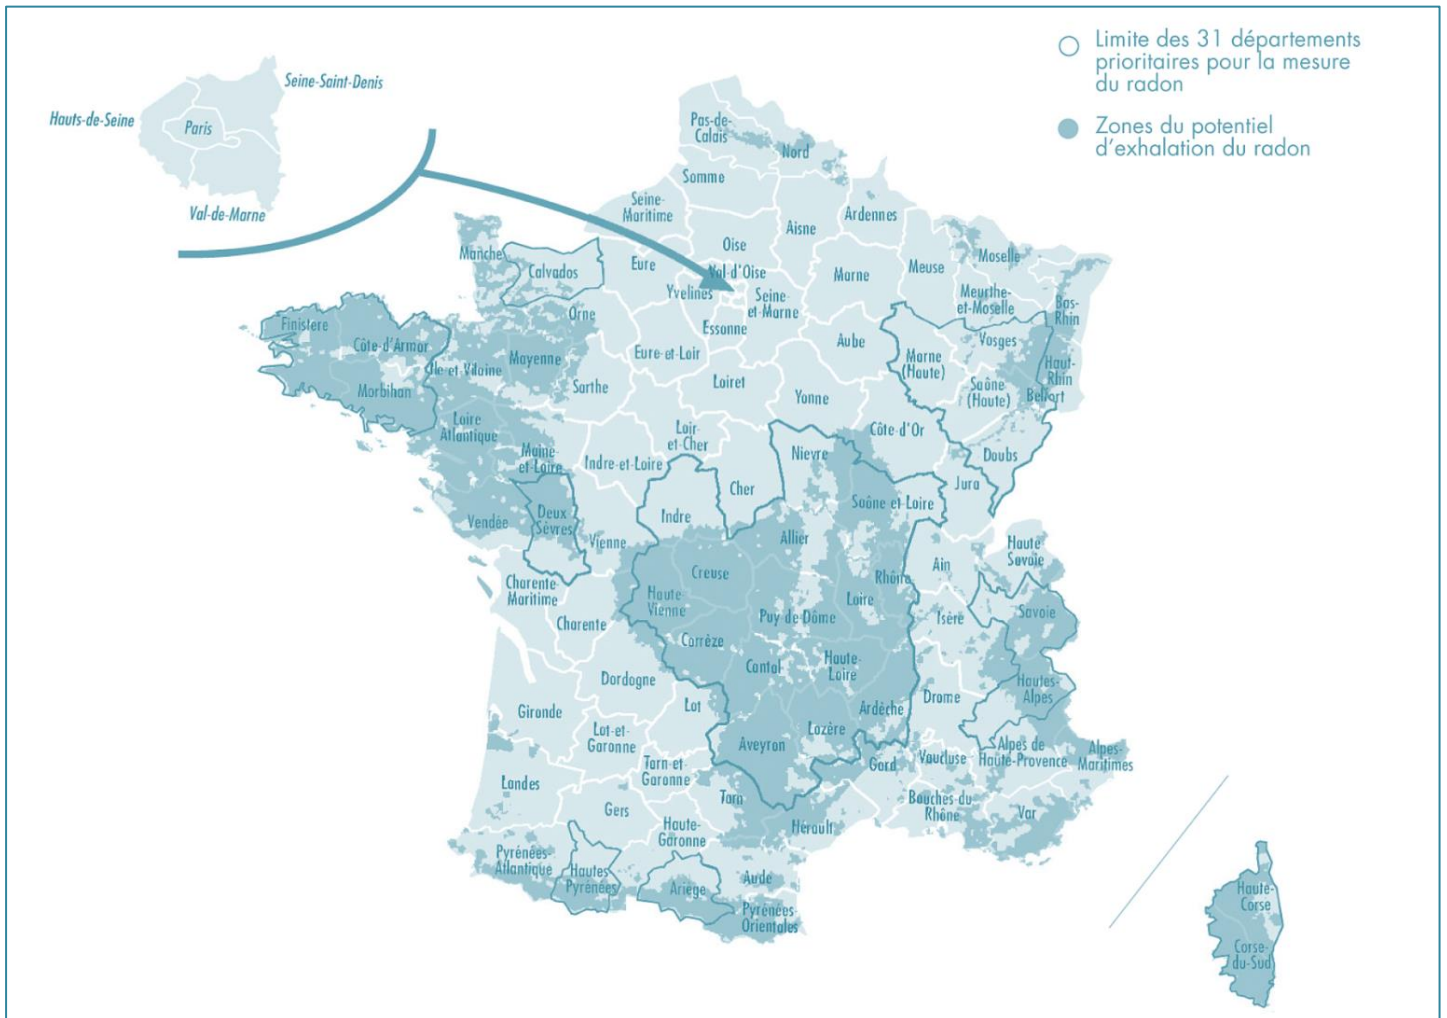 Limite des 31 départements
prioritaires pour la mesure
du radon
Zones du potentiel
d'exhalation du radon
Seine-Saint-Denis
Hauts-de-Seine
Paris
Val-de-Marne
Pas-de-
Calais
Nord
Somme
Seine-
Maritime
Ardennes
Aisne
Oise
Manche
Calvados
Eure
Val-d'Oise
Marne
Meuse
Moselle
Yvelines
Seine-
et-Marne
Meurthe-
et-Moselle
Bas-
Rhin
Orne
Essonne
Finistere
Côte-d'Armor
Mayenne
Ile-et-Vilaine
Eure-et-Loir
Aube
Vosges
Marne
(Haute)
Haut-
Rhin
Morbihan
Sarthe
Loiret
Yonne
Saône
(Haute)
Belfort
Loire
Atlantique
Loir-
et-Cher
Côte-d'Or
Maine-
et-Loire
Indre-et-Loire
Nievre
Doubs
Cher
Jura
Saône et-Loire
Vendée
Deux
Sèvres
Indre
Vienne
Allier
Haute
Savoie
Ain
Creuse
Rhône
Charente-
Maritime
Haute
Vienne
Loire
Savoie
Charente
Puy-de-Dôme
Isère
Corrèze
Cantal
Haute-
Loire
Dordogne
Hautes-
Alpes
Gironde
Lot
Drome
Ardèche
Lot-et-
Garonne
Lozère
Aveyron
Alpes de
Haute-Provence
Alpes-
Maritimes
Tarn et
Garonne
Gard
Vaucluse
Landes
Tarn
Gers
Bouches-du
Rhône
Var
Haute-
Garonne
Hérault
Pyrénées-
Atlantique
Hautes
Pyrénées
Ariège
Aude
Pyrénées-
Orientales
Haute-
Corse
Corse-
du-Sud